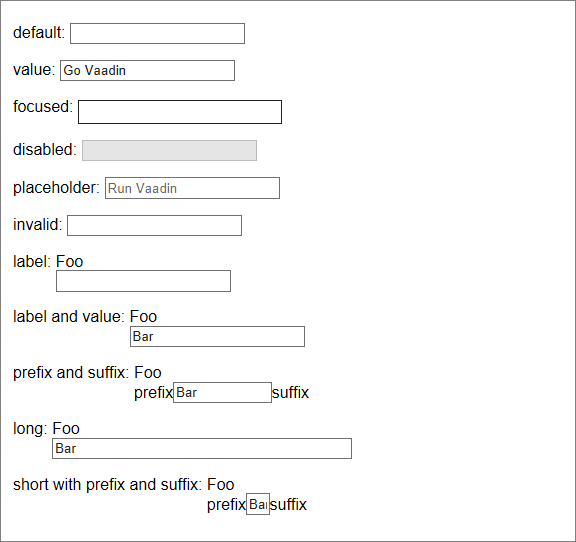 default:
value: Go Vaadin
focused:
disabled:
placeholder: Run Vaadin
invalid:
label: Foo
label and value: Foo
Bar
prefix and suffix: Foo
prefix Bar suffix
long: Foo
Bar
short with prefix and suffix: Foo
prefix Bar suffix